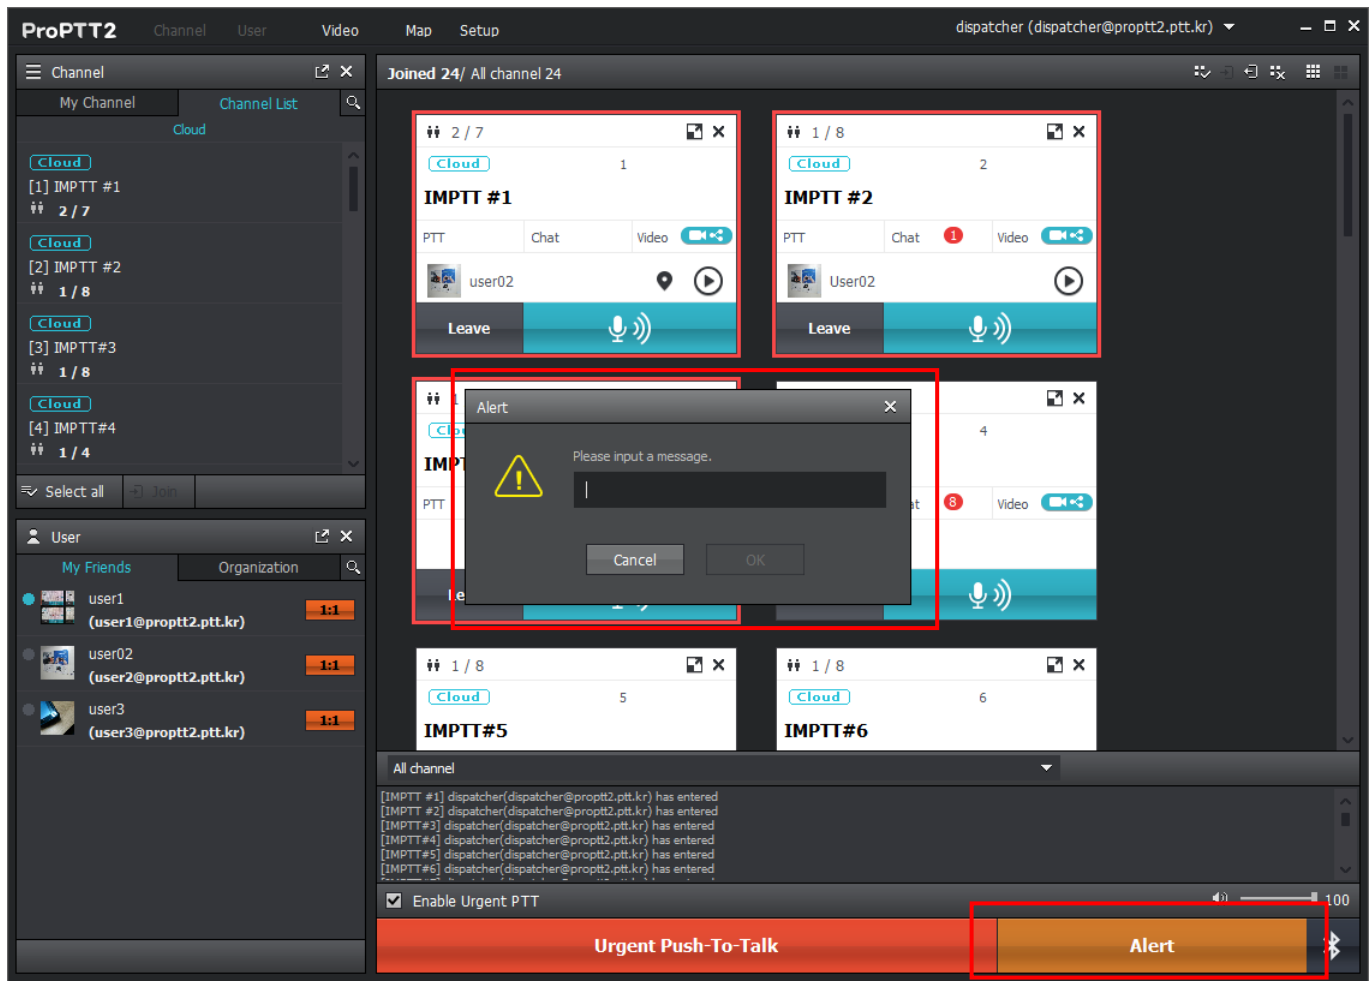 ProPTT2 Channel User Video Map Setup dispatcher (dispatcher@proptt2.ptt.kr)
Channel
My Channel Channel List
Cloud
Cloud
[1] IMPTT #1
2 / 7
Cloud
[2] IMPTT #2
1 / 8
Cloud
[3] IMPTT#3
1 / 8
Cloud
[4] IMPTT#4
1 / 4
Select all Join
User
My Friends Organization
user1
(user1@proptt2.ptt.kr)
1:1
user02
(user2@proptt2.ptt.kr)
1:1
user3
(user3@proptt2.ptt.kr)
1:1
Joined 24/ All channel 24
2 / 7
Cloud 1
IMPTT #1
PTT Chat Video
user02
Leave
1 / 8
Cloud 2
IMPTT #2
PTT Chat 1 Video
User02
Leave
1
4
PTT
8 Video
Alert
Please input a message.
Cancel OK
1 / 8
Cloud 5
IMPTT#5
1 / 8
Cloud 6
IMPTT#6
All channel
[IMPTT #1] dispatcher(dispatcher@proptt2.ptt.kr) has entered
[IMPTT #2] dispatcher(dispatcher@proptt2.ptt.kr) has entered
[IMPTT#3] dispatcher(dispatcher@proptt2.ptt.kr) has entered
[IMPTT#4] dispatcher(dispatcher@proptt2.ptt.kr) has entered
[IMPTT#5] dispatcher(dispatcher@proptt2.ptt.kr) has entered
[IMPTT#6] dispatcher(dispatcher@proptt2.ptt.kr) has entered
Enable Urgent PTT
100
Urgent Push-To-Talk
Alert